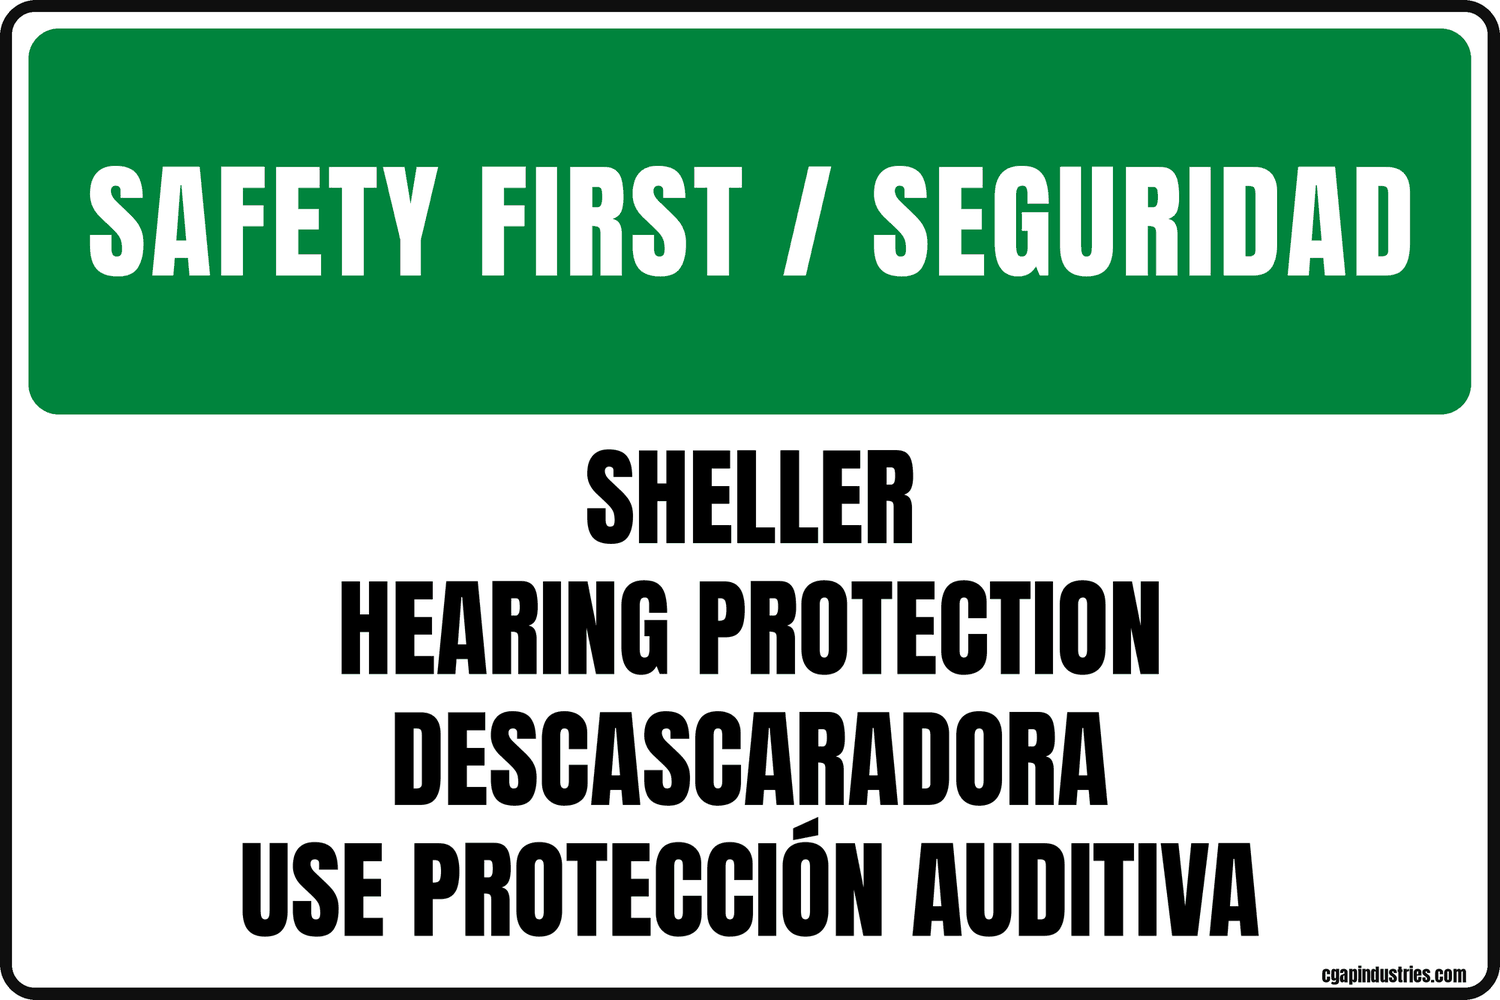 SAFETY FIRST / SEGURIDAD
SHELLER
HEARING PROTECTION
DESCASCARADORA
USE PROTECCIÓN AUDITIVA
cgapindustries.com